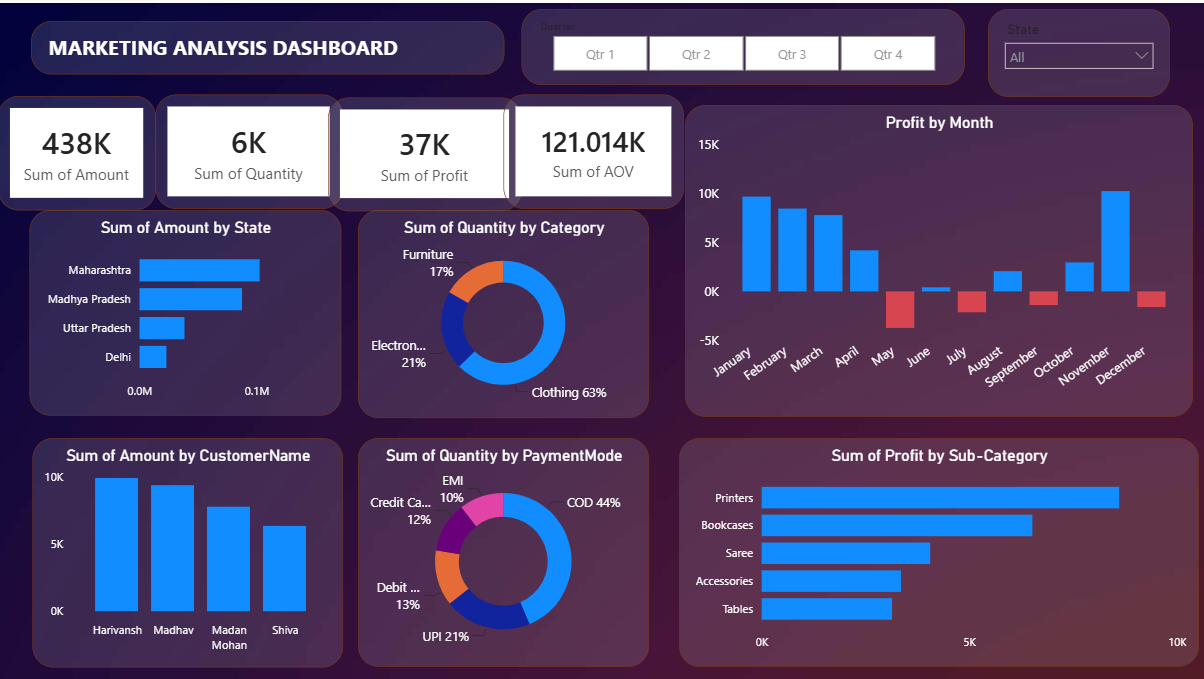 MARKETING ANALYSIS DASHBOARD
Quarter
Qtr 1
Qtr 2
Qtr 3
Qtr 4
State
All
438K
Sum of Amount
6K
Sum of Quantity
37K
Sum of Profit
121.014K
Sum of AOV
Profit by Month
15K
10K
5K
0K
-5K
January
February
March
April
May
June
July
August
September
October
November
December
Sum of Amount by State
Maharashtra
Madhya Pradesh
Uttar Pradesh
Delhi
0.0M
0.1M
Sum of Quantity by Category
Furniture
17%
Electron...
21%
Clothing 63%
Sum of Amount by CustomerName
10K
5K
0K
Harivansh
Madhav
Madan
Mohan
Shiva
Sum of Quantity by PaymentMode
EMI
10%
Credit Ca...
12%
Debit ...
13%
UPI 21%
COD 44%
Sum of Profit by Sub-Category
Printers
Bookcases
Saree
Accessories
Tables
0K
5K
10K